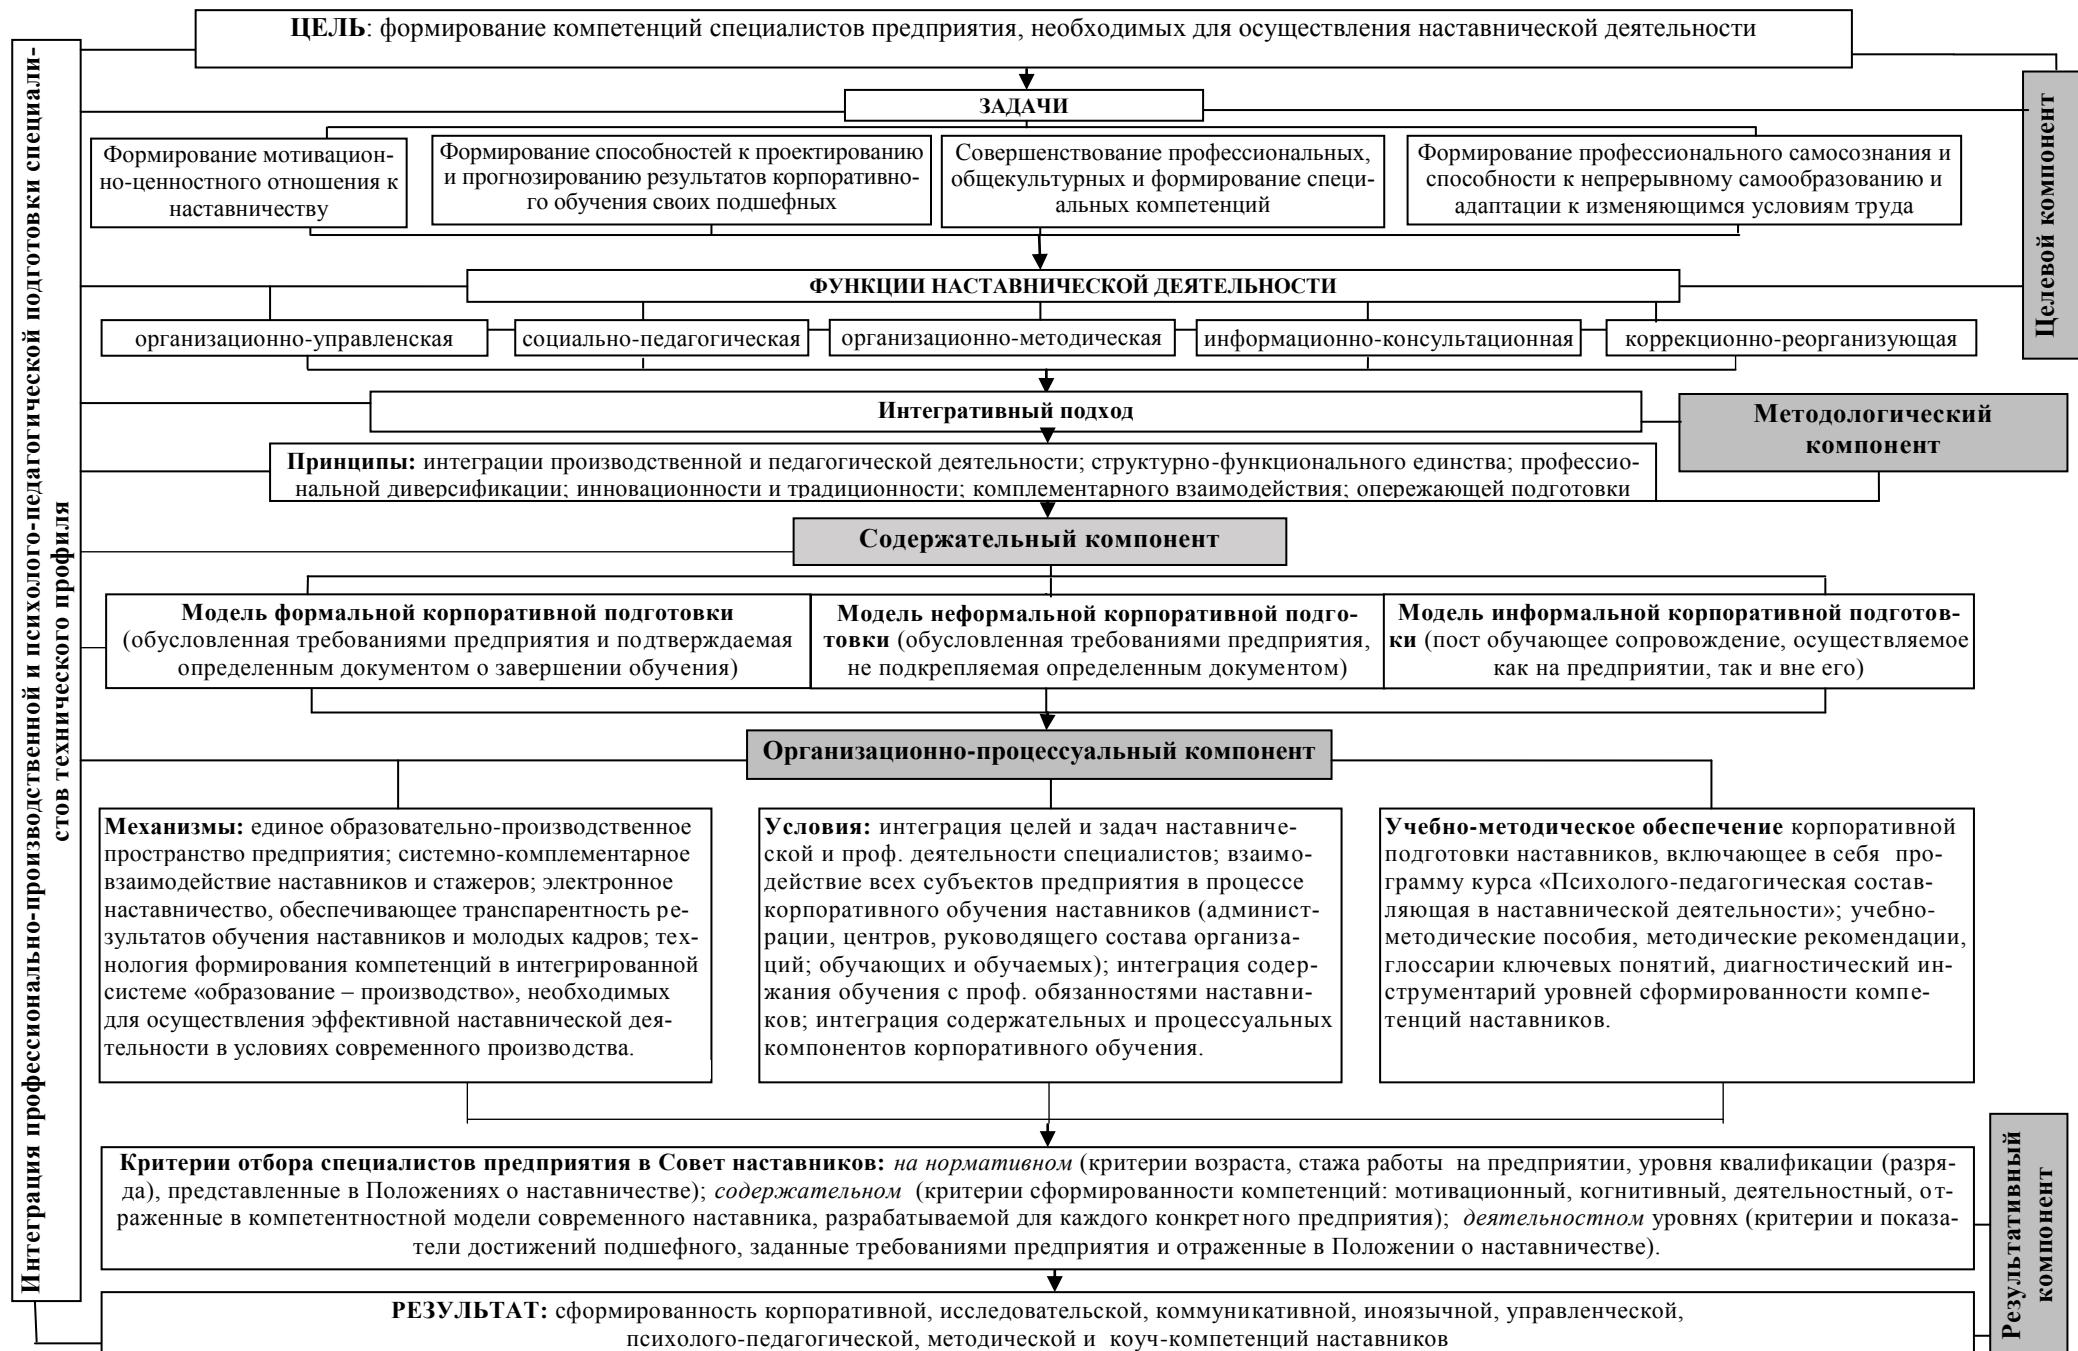 Интеграция профессионально-производственной и психолого-педагогической подготовки специали-
стов технического профиля
ЦЕЛЬ: формирование компетенций специалистов предприятия, необходимых для осуществления наставнической деятельности
Целевой компонент
ЗАДАЧИ
Формирование мотивацион-
но-ценностного отношения к
наставничеству
Формирование способностей к проектированию
и прогнозированию результатов корпоративно-
го обучения своих подшефных
Совершенствование профессиональных,
общекультурных и формирование специ-
альных компетенций
Формирование профессионального самосознания и
способности к непрерывному самообразованию и
адаптации к изменяющимся условиям труда
ФУНКЦИИ НАСТАВНИЧЕСКОЙ ДЕЯТЕЛЬНОСТИ
организационно-управленская
социально-педагогическая
организационно-методическая
информационно-консультационная
коррекционно-реорганизующая
Интегративный подход
Методологический
компонент
Принципы: интеграции производственной и педагогической деятельности; структурно-функционального единства; професcио-
нальной диверсификации; инновационности и традиционности; комплементарного взаимодействия; опережающей подготовки
Содержательный компонент
Модель формальной корпоративной подготовки
(обусловленная требованиями предприятия и подтверждаемая
определенным документом о завершении обучения)
Модель неформальной корпоративной подго-
товки (обусловленная требованиями предприятия,
не подкрепляемая определенным документом)
Модель информальной корпоративной подготов-
ки (пост обучающее сопровождение, осуществляемое
как на предприятии, так и вне его)
Организационно-процессуальный компонент
Механизмы: единое образовательно-производственное
пространство предприятия; системно-комплементарное
взаимодействие наставников и стажеров; электронное
наставничество, обеспечивающее транспарентность ре-
зультатов обучения наставников и молодых кадров; тех-
нология формирования компетенций в интегрированной
системе «образование – производство», необходимых
для осуществления эффективной наставнической дея-
тельности в условиях современного производства.
Условия: интеграция целей и задач наставниче-
ской и проф. деятельности специалистов; взаимо-
действие всех субъектов предприятия в процессе
корпоративного обучения наставников (админист-
рации, центров, руководящего состава организа-
ций; обучающих и обучаемых); интеграция содер-
жания обучения с проф. обязанностями наставни-
ков; интеграция содержательных и процессуальных
компонентов корпоративного обучения.
Учебно-методическое обеспечение корпоративной
подготовки наставников, включающее в себя про-
грамму курса «Психолого-педагогическая состав-
ляющая в наставнической деятельности»; учебно-
методические пособия, методические рекомендации,
глоссарии ключевых понятий, диагностический ин-
струментарий уровней сформированности компе-
тенций наставников.
Результативный
компонент
Критерии отбора специалистов предприятия в Совет наставников: на нормативном (критерии возраста, стажа работы на предприятии, уровня квалификации (разря-
да), представленные в Положениях о наставничестве); содержательном (критерии сформированности компетенций: мотивационный, когнитивный, деятельностный, от-
раженные в компетентностной модели современного наставника, разрабатываемой для каждого конкретного предприятия); деятельностном уровнях (критерии и показа-
тели достижений подшефного, заданные требованиями предприятия и отраженные в Положении о наставничестве).
РЕЗУЛЬТАТ: сформированность корпоративной, исследовательской, коммуникативной, иноязычной, управленческой,
психолого-педагогической, методической и коуч-компетенций наставников